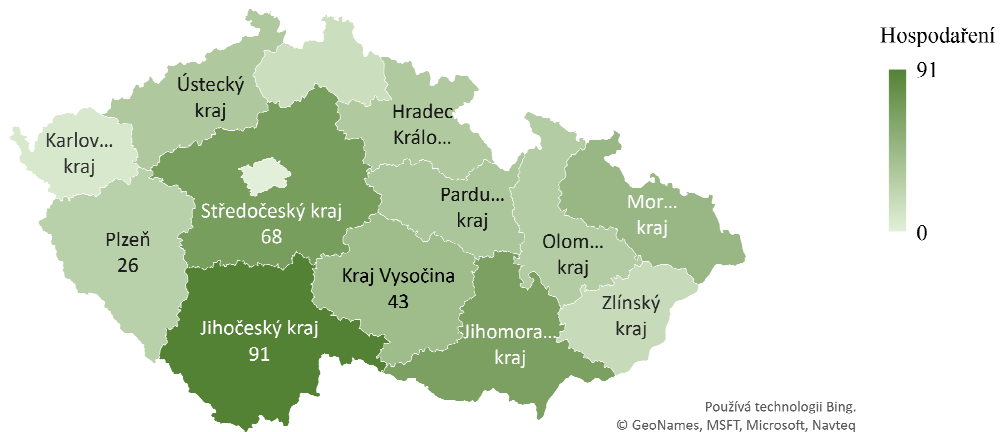 Hospodaření
91
0
Ústecký
kraj
Hradec
Králo...
Karlov...
kraj
Středočeský kraj
68
Pardu...
kraj
Mor...
kraj
Plzeň
26
Olom...
kraj
Kraj Vysočina
43
Zlínský
kraj
Jihočeský kraj
91
Jihomora...
kraj
Používá technologii Bing.
© GeoNames, MSFT, Microsoft, Navteq